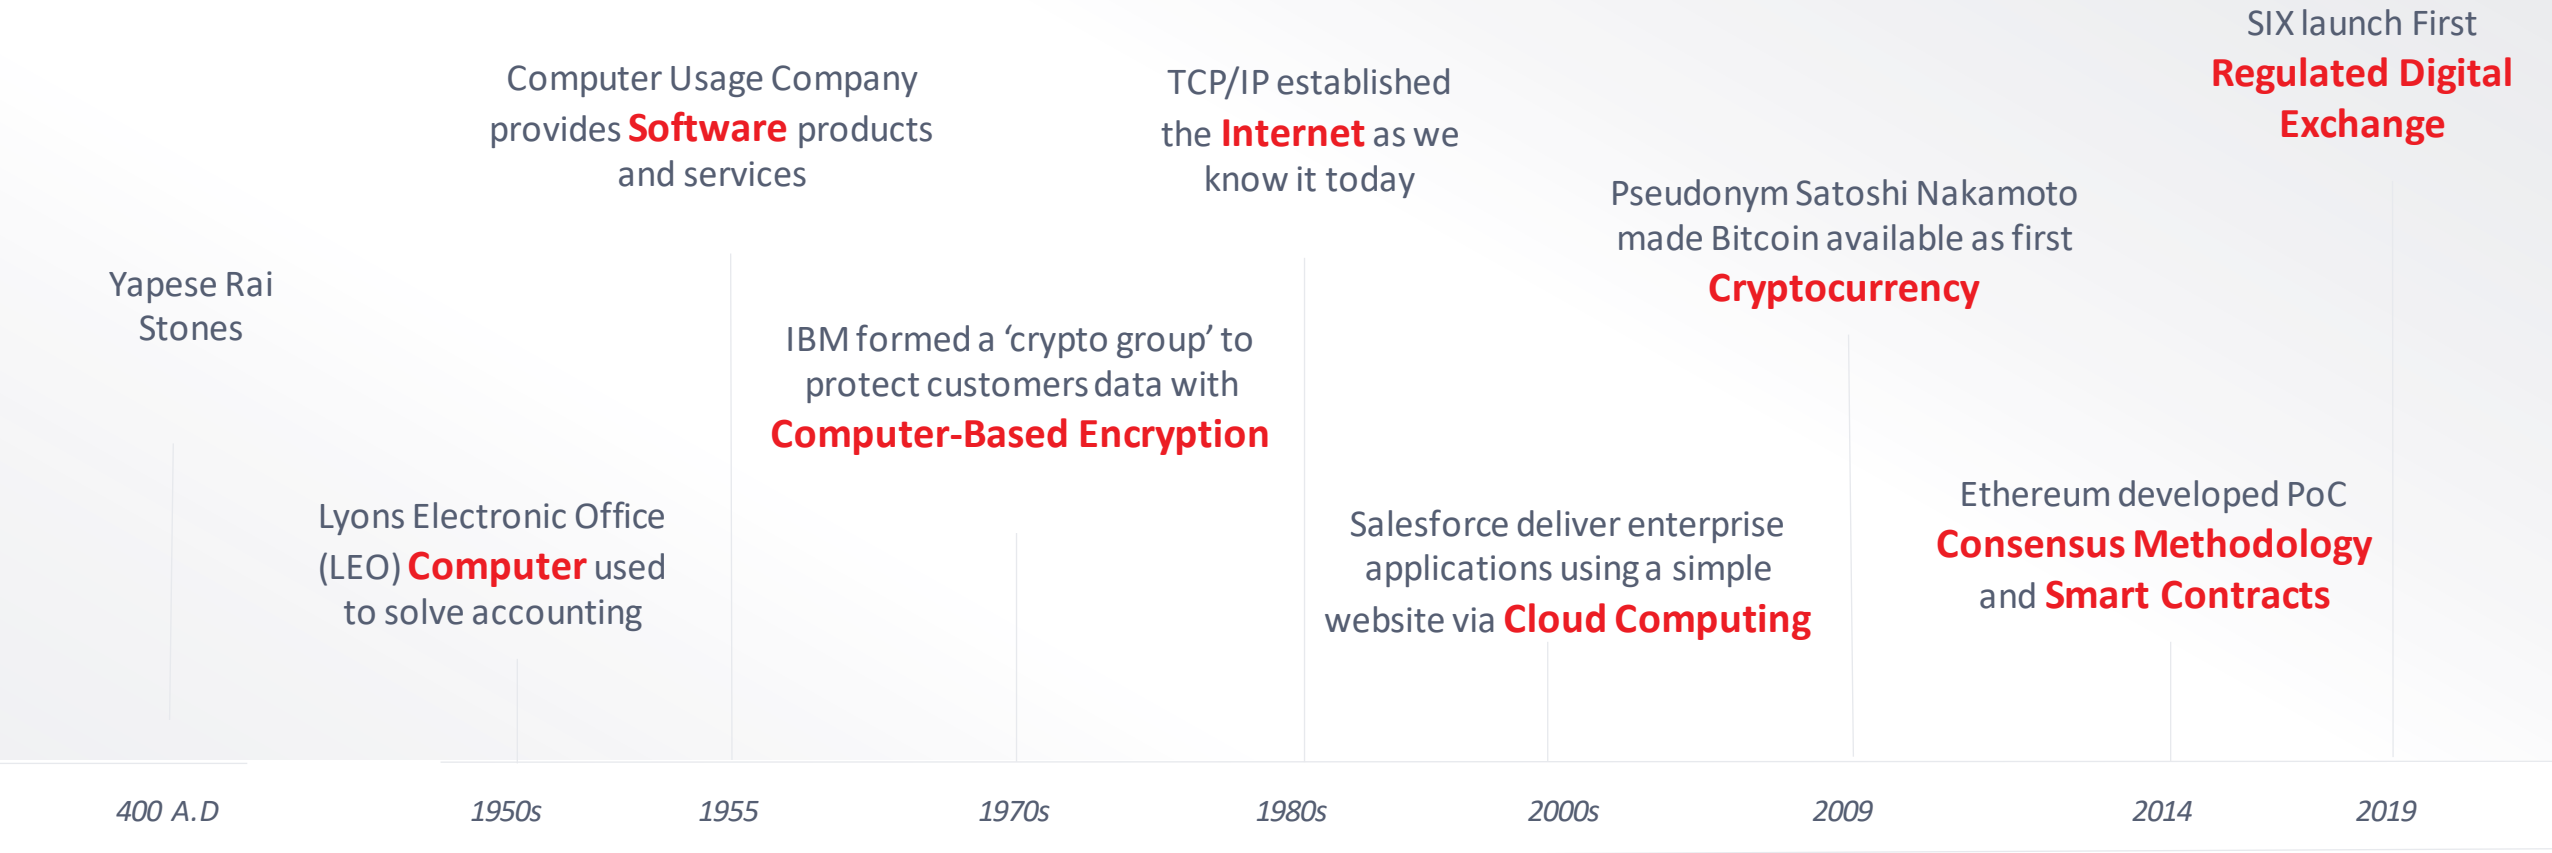 Yapese Rai
Stones
Lyons Electronic Office
(LEO) Computer used
to solve accounting
Computer Usage Company
provides Software products
and services
IBM formed a ‘crypto group’ to
protect customers data with
Computer-Based Encryption
TCP/IP established
the Internet as we
know it today
Salesforce deliver enterprise
applications using a simple
website via Cloud Computing
Pseudonym Satoshi Nakamoto
made Bitcoin available as first
Cryptocurrency
Ethereum developed PoC
Consensus Methodology
and Smart Contracts
SIX launch First
Regulated Digital
Exchange
400 A.D
1950s
1955
1970s
1980s
2000s
2009
2014
2019